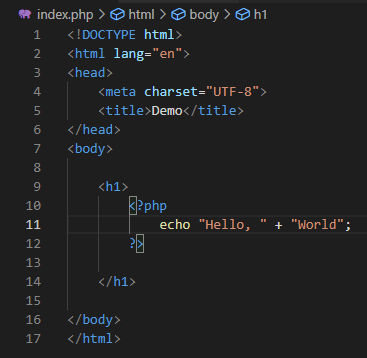 index.php > html > body > h1
1 <!DOCTYPE html>
2 <html lang="en">
3 <head>
4     <meta charset="UTF-8">
5     <title>Demo</title>
6 </head>
7 <body>
8
9     <h1>
10         <?php
11             echo "Hello, " + "World";
12         ?>
13
14     </h1>
15
16 </body>
17 </html>